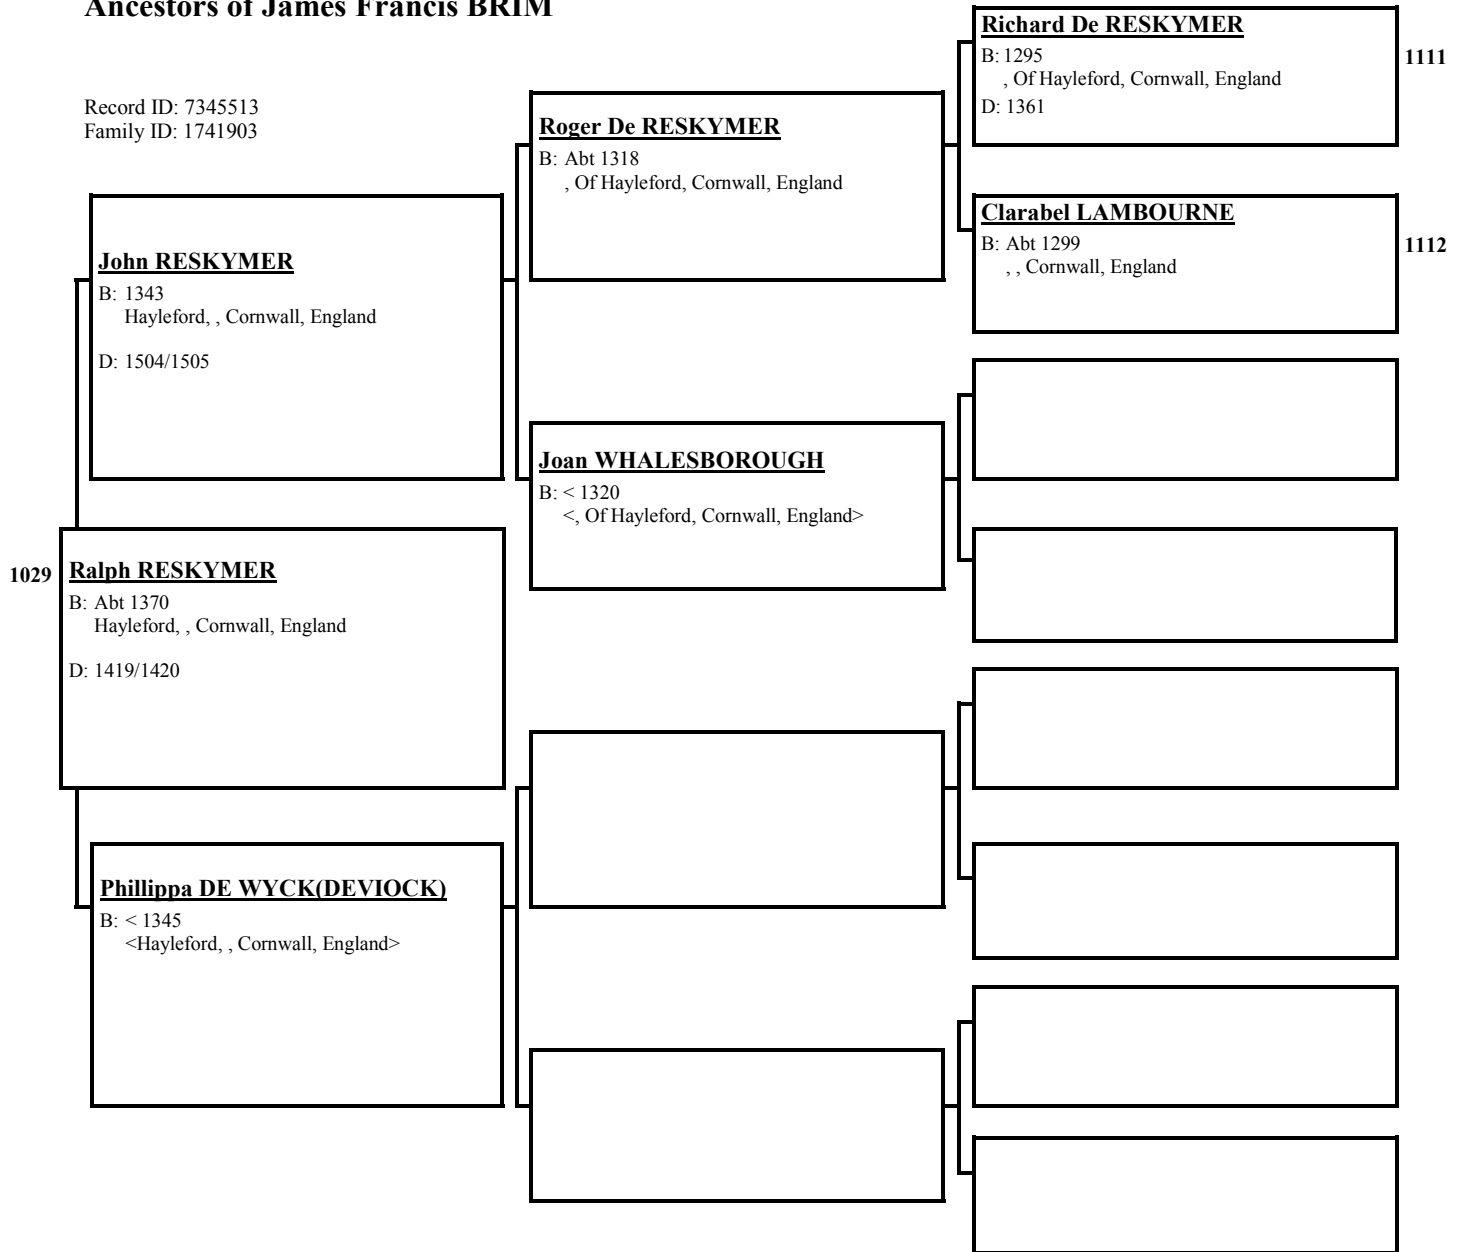 Ancestors of James Francis BRIM
Record ID: 7345513
Family ID: 1741903
Richard De RESKYMER
B: 1295
, Of Hayleford, Cornwall, England
D: 1361
1111
Roger De RESKYMER
B: Abt 1318
, Of Hayleford, Cornwall, England
Clarabel LAMBOURNE
B: Abt 1299
, , Cornwall, England
1112
John RESKYMER
B: 1343
Hayleford, , Cornwall, England
D: 1504/1505
Joan WHALESBOROUGH
B: < 1320
<, Of Hayleford, Cornwall, England>
1029
Ralph RESKYMER
B: Abt 1370
Hayleford, , Cornwall, England
D: 1419/1420
Phillippa DE WYCK(DEVIOCK)
B: < 1345
<Hayleford, , Cornwall, England>